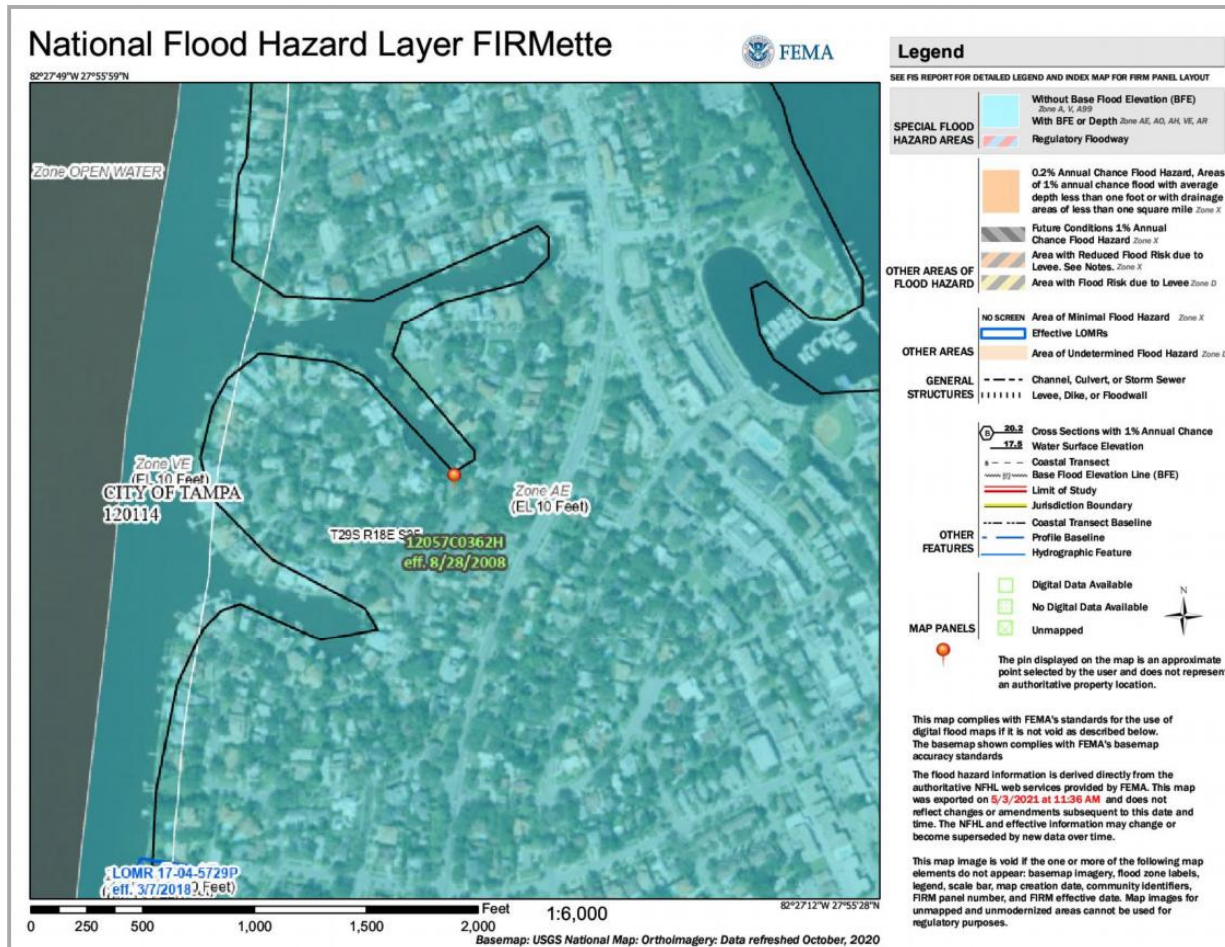 National Flood Hazard Layer FIRMette
FEMA
82°27'49"W 27°55'59"N
Zone OPEN WATER
Zone VE
(EL 10 Feet)
CITY OF TAMPA
120114
Zone AE
(EL 10 Feet)
T29S R18E
12057C0362H
eff. 8/28/2008
LOMR 17-04-5729P
eff. 3/7/2018
Feet)
82°27'12"W 27°55'28"N
Feet
1:6,000
0 250 500 1,000 1,500 2,000
Basemap: USGS National Map: Orthoimagery: Data refreshed October, 2020
Legend
SEE FIS REPORT FOR DETAILED LEGEND AND INDEX MAP FOR FIRM PANEL LAYOUT
SPECIAL FLOOD
HAZARD AREAS
Without Base Flood Elevation (BFE)
Zone A, V, A99
With BFE or Depth Zone AE, AO, AH, VE, AR
Regulatory Floodway
OTHER AREAS OF
FLOOD HAZARD
0.2% Annual Chance Flood Hazard, Areas
of 1% annual chance flood with average
depth less than one foot or with drainage
areas of less than one square mile Zone X
Future Conditions 1% Annual
Chance Flood Hazard Zone X
Area with Reduced Flood Risk due to
Levee. See Notes. Zone X
Area with Flood Risk due to Levee Zone D
OTHER AREAS
NO SCREEN Area of Minimal Flood Hazard Zone X
Effective LOMRs
Area of Undetermined Flood Hazard Zone
GENERAL
STRUCTURES
Channel, Culvert, or Storm Sewer
Levee, Dike, or Floodwall
OTHER
FEATURES
B 20.2 Cross Sections with 1% Annual Chance
17.5 Water Surface Elevation
Coastal Transect
Base Flood Elevation Line (BFE)
Limit of Study
Jurisdiction Boundary
Coastal Transect Baseline
Profile Baseline
Hydrographic Feature
MAP PANELS
Digital Data Available
No Digital Data Available
Unmapped
N
The pin displayed on the map is an approximate
point selected by the user and does not represent
an authoritative property location.
This map complies with FEMA's standards for the use of
digital flood maps if it is not void as described below.
The basemap shown complies with FEMA's basemap
accuracy standards
The flood hazard information is derived directly from the
authoritative NFHL web services provided by FEMA. This map
was exported on 5/3/2021 at 11:36 AM and does not
reflect changes or amendments subsequent to this date and
time. The NFHL and effective information may change or
become superseded by new data over time.
This map image is void if the one or more of the following map
elements do not appear: basemap imagery, flood zone labels,
legend, scale bar, map creation date, community identifiers,
FIRM panel number, and FIRM effective date. Map images for
unmapped and unmodernized areas cannot be used for
regulatory purposes.